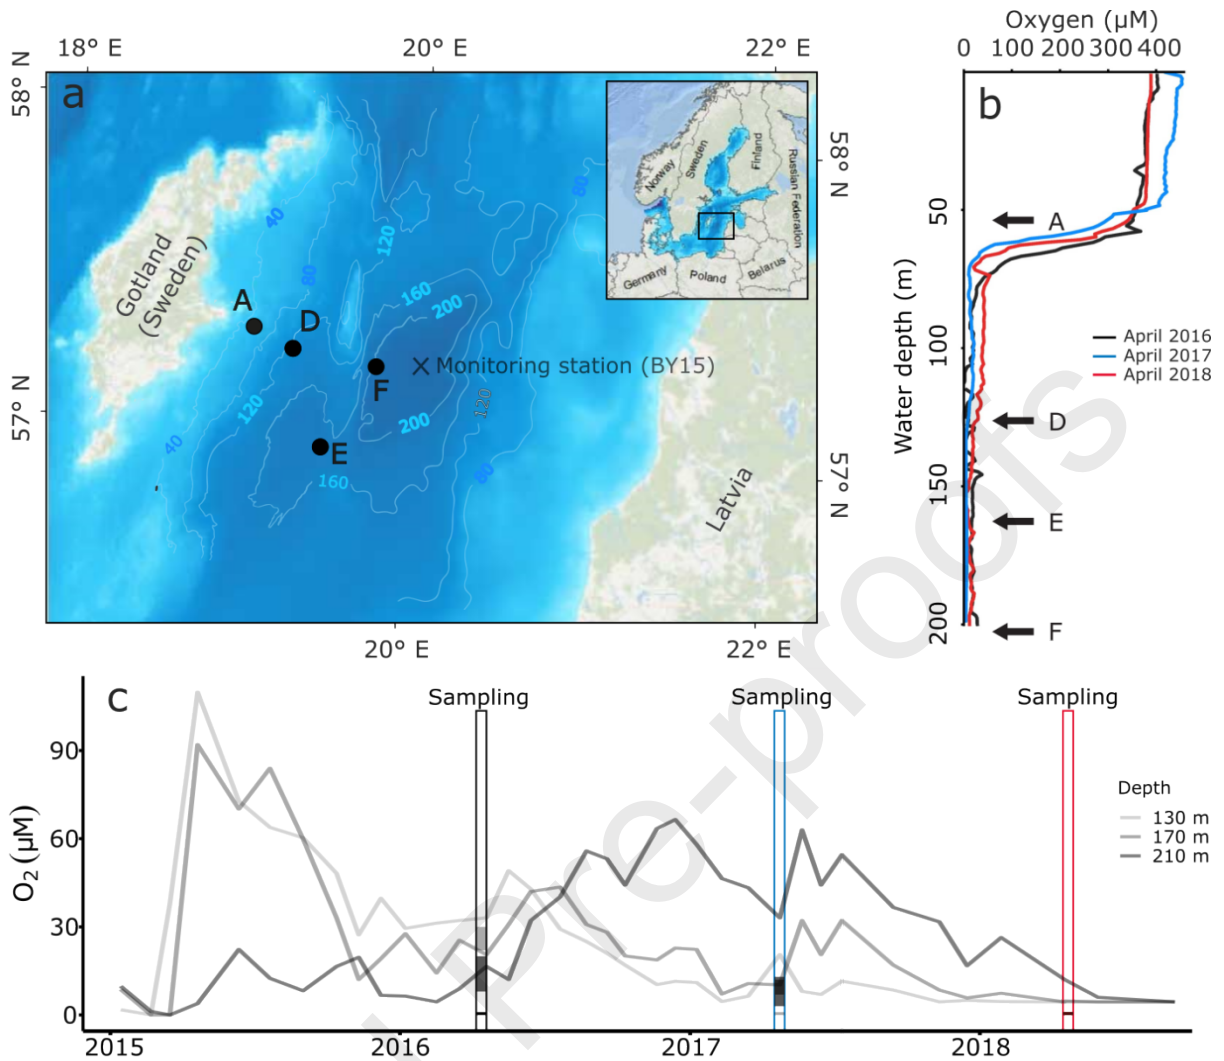 18° E 20° E 22° E
58° N
a
Norway
Sweden
Finland
Russian Federation
Germany
Poland
Belarus
58° N
40
80
120
80
Gotland
(Sweden)
A
D
160
200
F
Monitoring station (BY15)
57° N
120
200
120
40
E
160
80
57° N
Latvia
20° E 22° E
Oxygen (µM)
0 100 200 300 400
b
50
A
100
April 2016
April 2017
April 2018
Water depth (m)
D
150
E
200
F
c
Sampling Sampling Sampling
90
60
30
0
O₂ (µM)
Depth
130 m
170 m
210 m
2015 2016 2017 2018
Pre-proofs